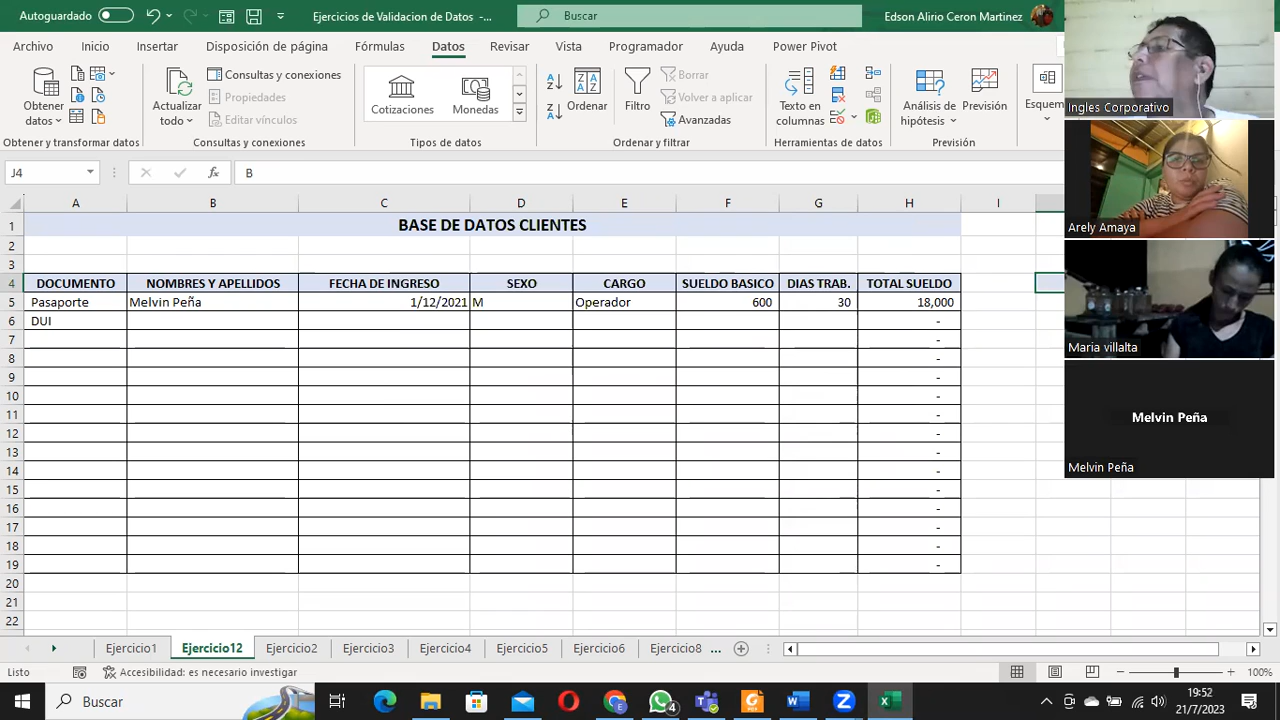 Autoguardado
Ejercicios de Validacion de Datos -...
Buscar
Edson Alirio Ceron Martinez
Archivo Inicio Insertar Disposición de página Fórmulas Datos Revisar Vista Programador Ayuda Power Pivot
Obtener datos
Obtener y transformar datos
Actualizar todo
Consultas y conexiones
Propiedades
Editar vínculos
Consultas y conexiones
Cotizaciones Monedas
Tipos de datos
Ordenar
Filtro
Borrar
Volver a aplicar
Avanzadas
Ordenar y filtrar
Texto en columnas
Herramientas de datos
Análisis de hipótesis
Previsión
Previsión
Esquem
J4
fx
B
A B C D E F G H I
1 BASE DE DATOS CLIENTES
2
3
4 DOCUMENTO NOMBRES Y APELLIDOS FECHA DE INGRESO SEXO CARGO SUELDO BASICO DIAS TRAB. TOTAL SUELDO
5 Pasaporte Melvin Peña 1/12/2021 M Operador 600 30 18,000
6 DUI -
7 -
8 -
9 -
10 -
11 -
12 -
13 -
14 -
15 -
16 -
17 -
18 -
19 -
20
21
22
Ejercicio1 Ejercicio12 Ejercicio2 Ejercicio3 Ejercicio4 Ejercicio5 Ejercicio6 Ejercicio8 ...
Listo
Accesibilidad: es necesario investigar
100%
Buscar
4
19:52
21/7/2023
Ingles Corporativo
Arely Amaya
Maria villalta
Melvin Peña
Melvin Peña